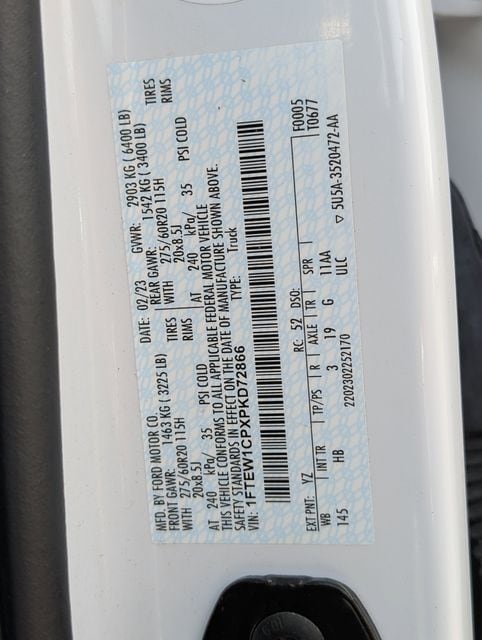 MFD. BY FORD MOTOR CO. DATE: 02/23 GVWR: 2903 KG ( 6400 LB)
FRONT GAWR: 1463 KG ( 3225 LB) REAR GAWR: 1542 KG ( 3400 LB)
WITH 275/60R20 115H TIRES WITH 275/60R20 115H TIRES
20x8.5J RIMS 20x8.5J RIMS
AT 240 kPa/ 35 PSI COLD AT 240 kPa/ 35 PSI COLD
THIS VEHICLE CONFORMS TO ALL APPLICABLE FEDERAL MOTOR VEHICLE
SAFETY STANDARDS IN EFFECT ON THE DATE OF MANUFACTURE SHOWN ABOVE.
VIN: 1FTEW1CPXPKD72866 TYPE: Truck
F0005
EXT PNT: YZ RC: 52 DSO: T0677
WB INT TR TP/PS R AXLE TR SPR
145 HB 3 19 G 11AA
ULC ▽ 5U5A-3520472-AA
2202302252170